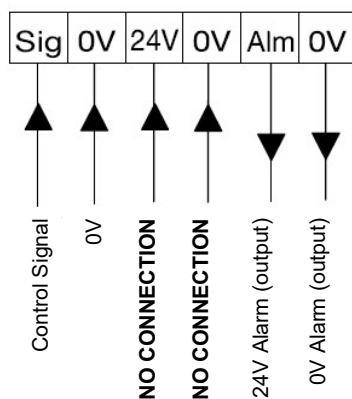 Sig 0V 24V 0V Alm 0V
Control Signal
0V
NO CONNECTION
NO CONNECTION
24V Alarm (output)
0V Alarm (output)